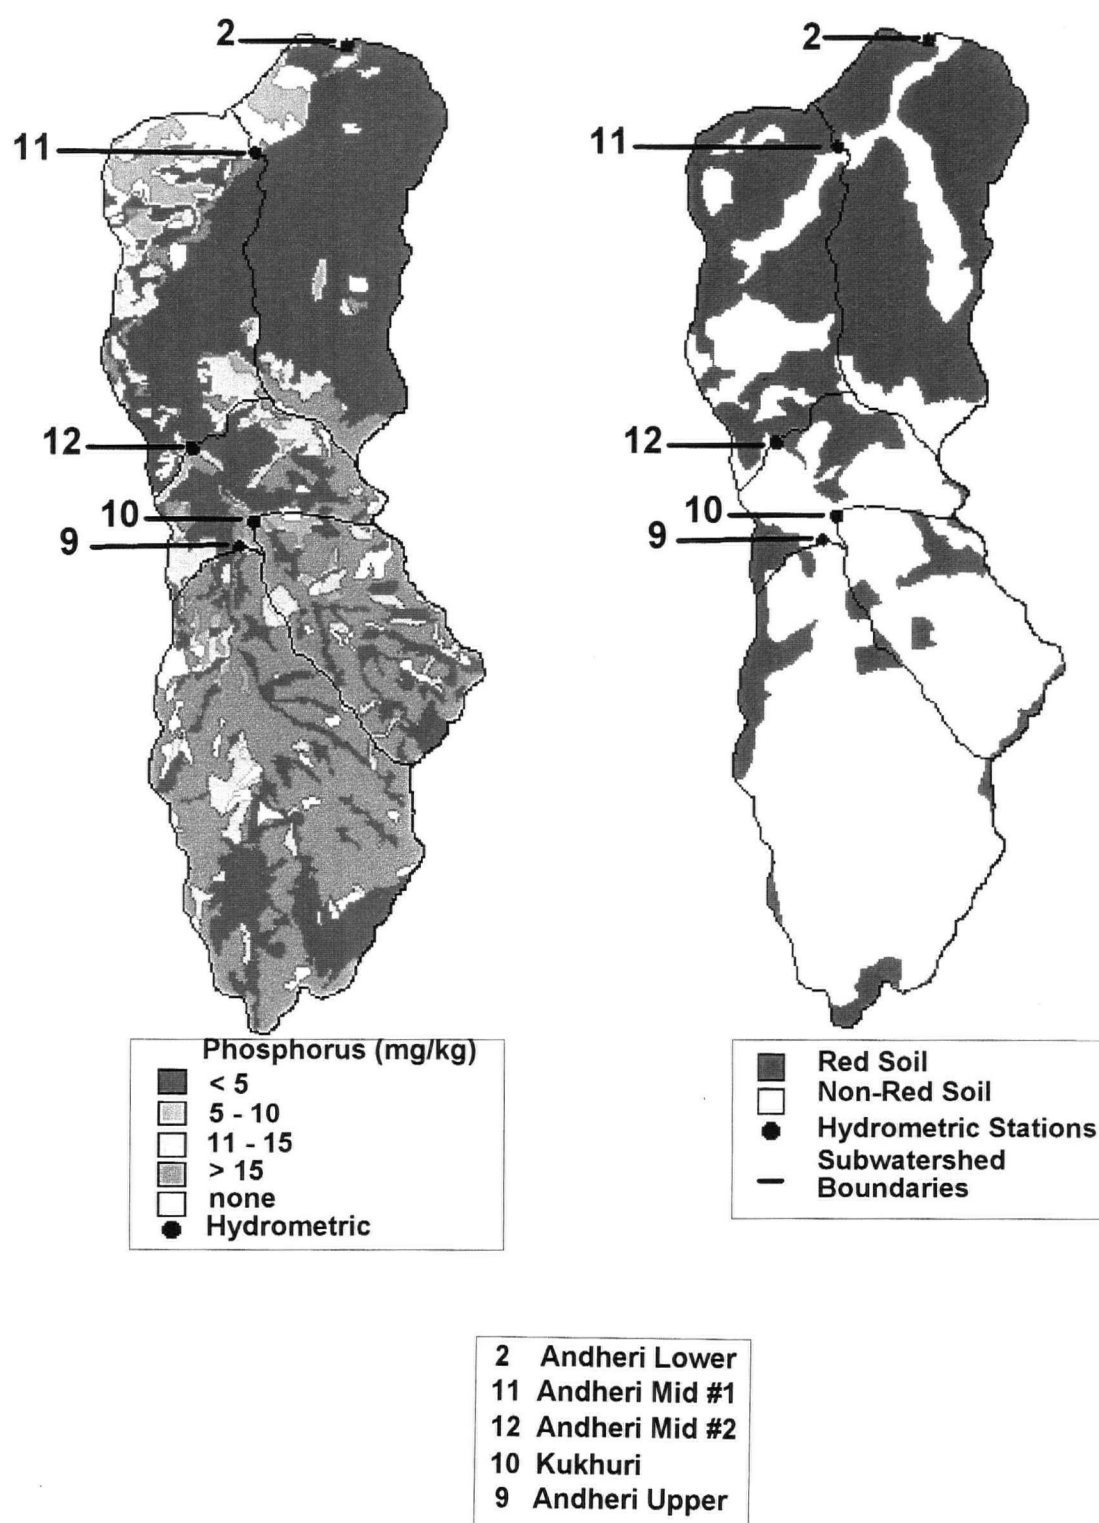 2
11
12
10
9
2
11
12
10
9
Phosphorus (mg/kg)
< 5
5 - 10
11 - 15
> 15
none
Hydrometric
Red Soil
Non-Red Soil
Hydrometric Stations
Subwatershed
Boundaries
2 Andheri Lower
11 Andheri Mid #1
12 Andheri Mid #2
10 Kukhuri
9 Andheri Upper